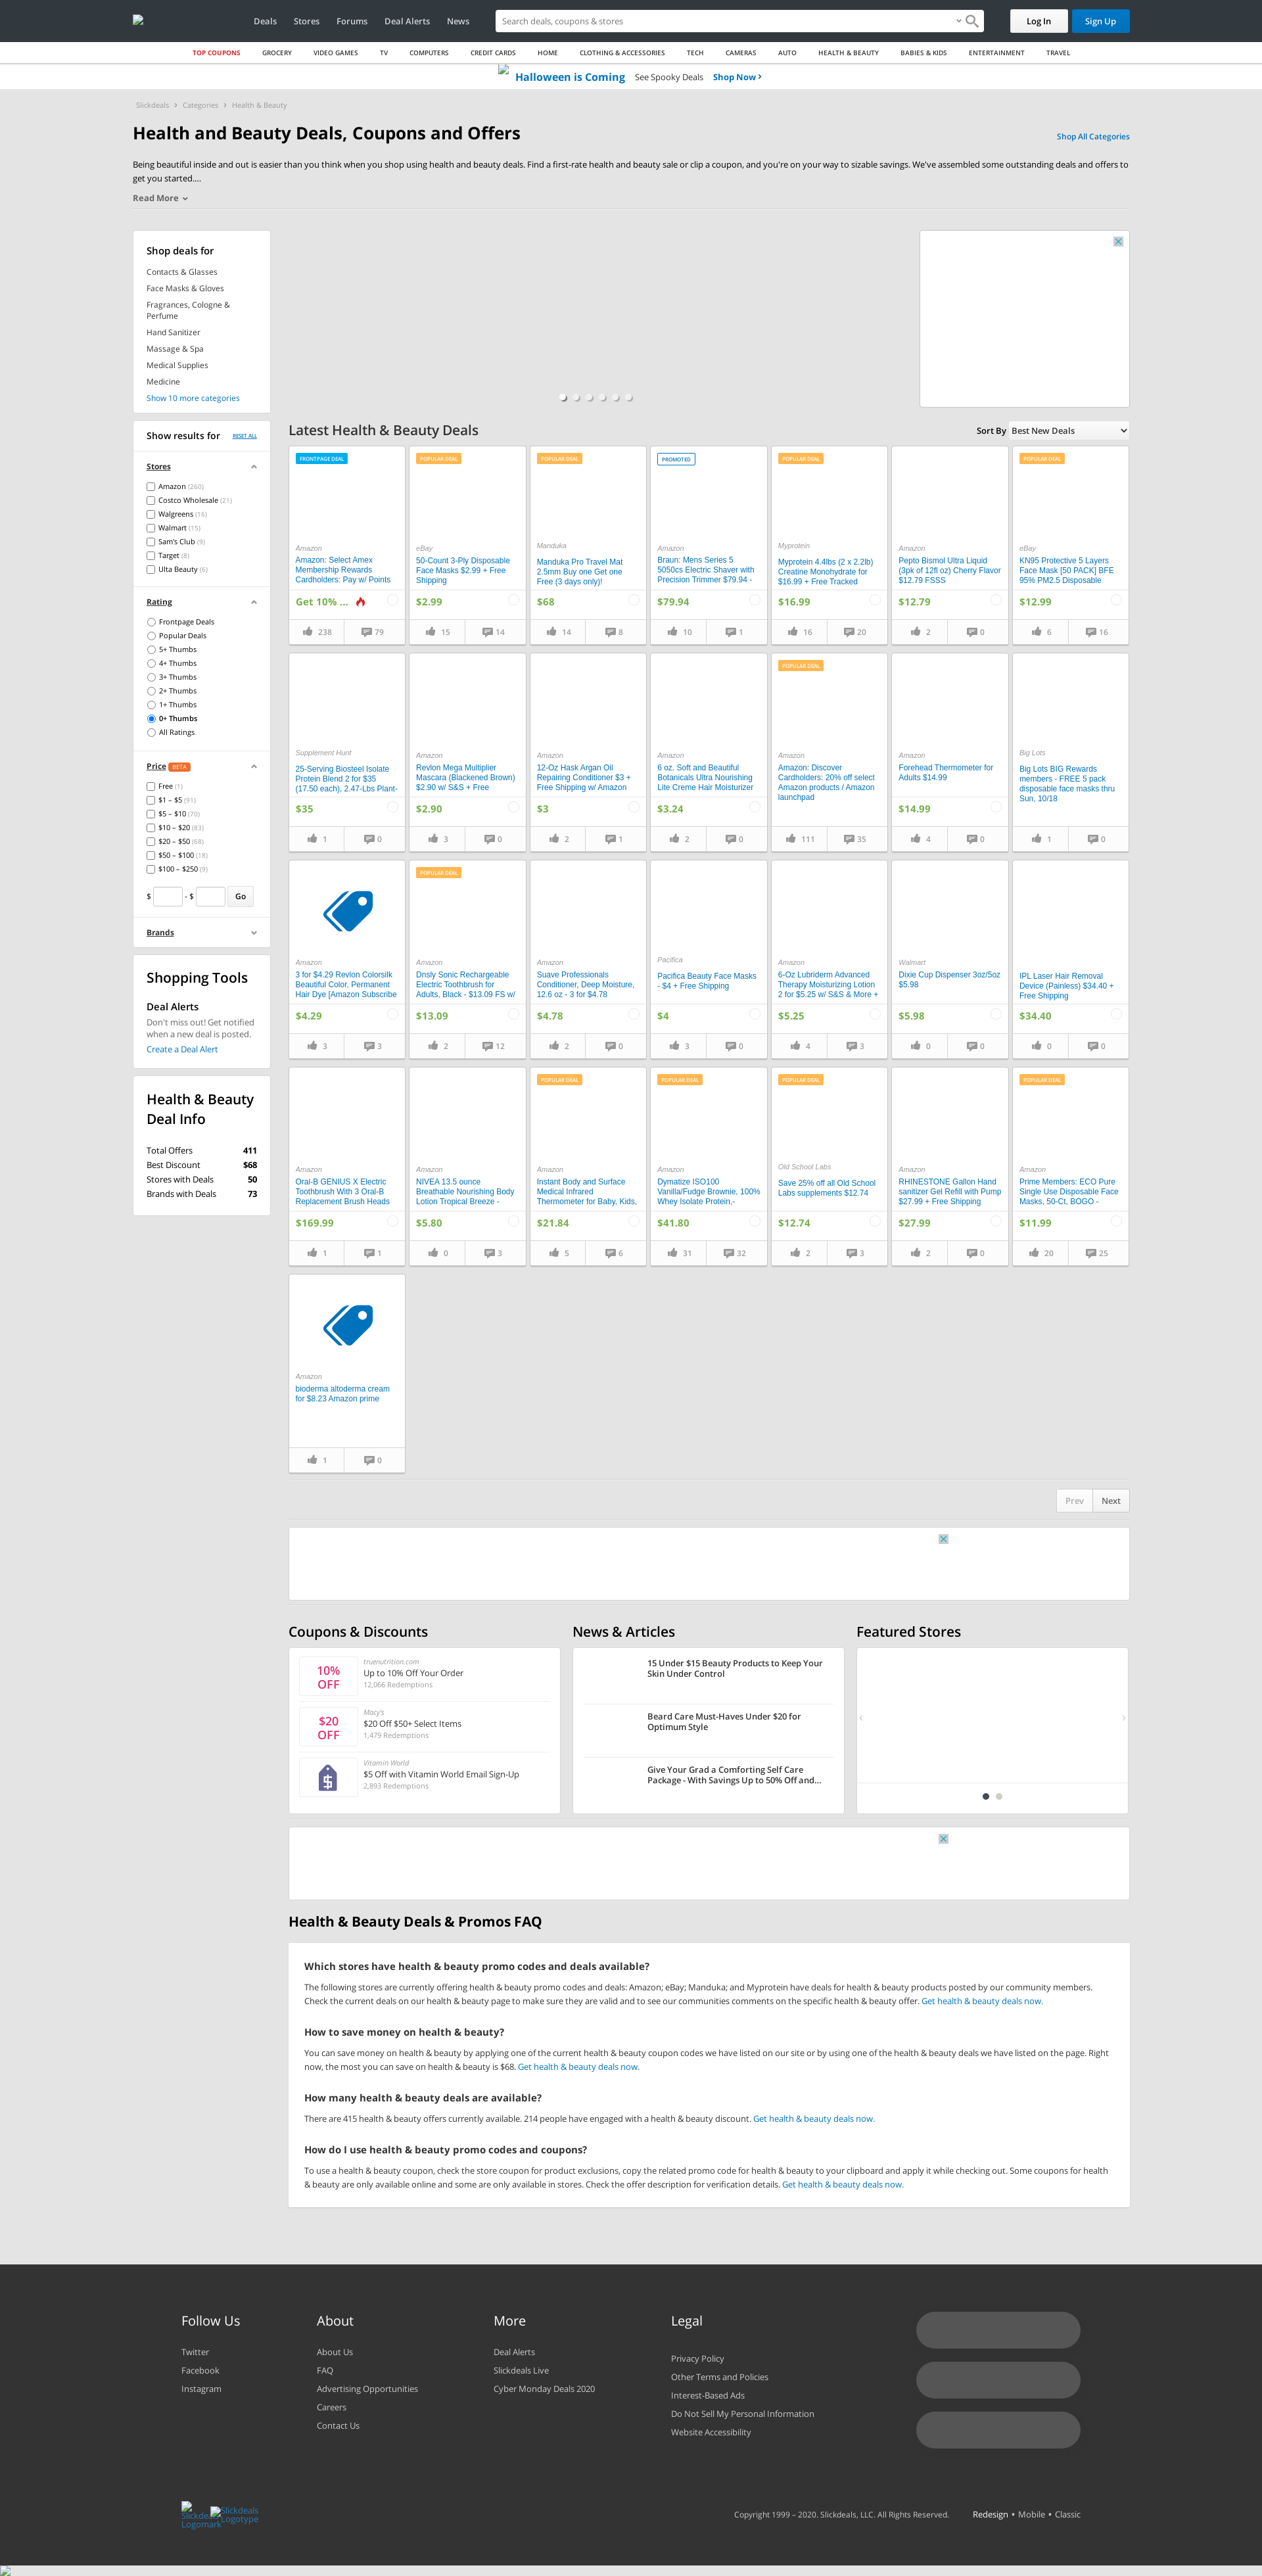 Deals Stores Forums Deal Alerts News
Search deals, coupons & stores
Log In
Sign Up
TOP COUPONS GROCERY VIDEO GAMES TV COMPUTERS CREDIT CARDS HOME CLOTHING & ACCESSORIES TECH CAMERAS AUTO HEALTH & BEAUTY BABIES & KIDS ENTERTAINMENT TRAVEL
Halloween is Coming See Spooky Deals Shop Now
Slickdeals › Categories › Health & Beauty
Health and Beauty Deals, Coupons and Offers
Shop All Categories
Being beautiful inside and out is easier than you think when you shop using health and beauty deals. Find a first-rate health and beauty sale or clip a coupon, and you're on your way to sizable savings. We've assembled some outstanding deals and offers to
get you started....
Read More
Shop deals for
Contacts & Glasses
Face Masks & Gloves
Fragrances, Cologne &
Perfume
Hand Sanitizer
Massage & Spa
Medical Supplies
Medicine
Show 10 more categories
Show results for RESET ALL
Stores
Amazon (260)
Costco Wholesale (21)
Walgreens (16)
Walmart (15)
Sam's Club (9)
Target (8)
Ulta Beauty (6)
Rating
Frontpage Deals
Popular Deals
5+ Thumbs
4+ Thumbs
3+ Thumbs
2+ Thumbs
1+ Thumbs
0+ Thumbs
All Ratings
Price BETA
Free (1)
$1 – $5 (91)
$5 – $10 (70)
$10 – $20 (83)
$20 – $50 (68)
$50 – $100 (18)
$100 – $250 (9)
$ - $ Go
Brands
Shopping Tools
Deal Alerts
Don't miss out! Get notified
when a new deal is posted.
Create a Deal Alert
Health & Beauty
Deal Info
Total Offers 411
Best Discount $68
Stores with Deals 50
Brands with Deals 73
Latest Health & Beauty Deals
Sort By Best New Deals
FRONTPAGE DEAL
Amazon
Amazon: Select Amex
Membership Rewards
Cardholders: Pay w/ Points
Get 10% ...
238 79
POPULAR DEAL
eBay
50-Count 3-Ply Disposable
Face Masks $2.99 + Free
Shipping
$2.99
15 14
POPULAR DEAL
Manduka
Manduka Pro Travel Mat
2.5mm Buy one Get one
Free (3 days only)!
$68
14 8
PROMOTED
Amazon
Braun: Mens Series 5
5050cs Electric Shaver with
Precision Trimmer $79.94 -
$79.94
10 1
POPULAR DEAL
Myprotein
Myprotein 4.4lbs (2 x 2.2lb)
Creatine Monohydrate for
$16.99 + Free Tracked
$16.99
16 20
Amazon
Pepto Bismol Ultra Liquid
(3pk of 12fl oz) Cherry Flavor
$12.79 FSSS
$12.79
2 0
POPULAR DEAL
eBay
KN95 Protective 5 Layers
Face Mask [50 PACK] BFE
95% PM2.5 Disposable
$12.99
6 16
Supplement Hunt
25-Serving Biosteel Isolate
Protein Blend 2 for $35
(17.50 each), 2.47-Lbs Plant-
$35
1 0
Amazon
Revlon Mega Multiplier
Mascara (Blackened Brown)
$2.90 w/ S&S + Free
$2.90
3 0
Amazon
12-Oz Hask Argan Oil
Repairing Conditioner $3 +
Free Shipping w/ Amazon
$3
2 1
Amazon
6 oz. Soft and Beautiful
Botanicals Ultra Nourishing
Lite Creme Hair Moisturizer
$3.24
2 0
POPULAR DEAL
Amazon
Amazon: Discover
Cardholders: 20% off select
Amazon products / Amazon
launchpad
111 35
Amazon
Forehead Thermometer for
Adults $14.99
$14.99
4 0
Big Lots
Big Lots BIG Rewards
members - FREE 5 pack
disposable face masks thru
Sun, 10/18
1 0
Amazon
3 for $4.29 Revlon Colorsilk
Beautiful Color, Permanent
Hair Dye [Amazon Subscribe
$4.29
3 3
POPULAR DEAL
Amazon
Dnsly Sonic Rechargeable
Electric Toothbrush for
Adults, Black - $13.09 FS w/
$13.09
2 12
Amazon
Suave Professionals
Conditioner, Deep Moisture,
12.6 oz - 3 for $4.78
$4.78
2 0
Pacifica
Pacifica Beauty Face Masks
- $4 + Free Shipping
$4
3 0
Amazon
6-Oz Lubriderm Advanced
Therapy Moisturizing Lotion
2 for $5.25 w/ S&S & More +
$5.25
4 3
Walmart
Dixie Cup Dispenser 3oz/5oz
$5.98
$5.98
0 0
IPL Laser Hair Removal
Device (Painless) $34.40 +
Free Shipping
$34.40
0 0
Amazon
Oral-B GENIUS X Electric
Toothbrush With 3 Oral-B
Replacement Brush Heads
$169.99
1 1
Amazon
NIVEA 13.5 ounce
Breathable Nourishing Body
Lotion Tropical Breeze -
$5.80
0 3
POPULAR DEAL
Amazon
Instant Body and Surface
Medical Infrared
Thermometer for Baby, Kids,
$21.84
5 6
POPULAR DEAL
Amazon
Dymatize ISO100
Vanilla/Fudge Brownie, 100%
Whey Isolate Protein,-
$41.80
31 32
POPULAR DEAL
Old School Labs
Save 25% off all Old School
Labs supplements $12.74
$12.74
2 3
Amazon
RHINESTONE Gallon Hand
sanitizer Gel Refill with Pump
$27.99 + Free Shipping
$27.99
2 0
POPULAR DEAL
Amazon
Prime Members: ECO Pure
Single Use Disposable Face
Masks, 50-Ct, BOGO -
$11.99
20 25
Amazon
bioderma altoderma cream
for $8.23 Amazon prime
1 0
Prev Next
Coupons & Discounts
10%
OFF
truenutrition.com
Up to 10% Off Your Order
12,066 Redemptions
$20
OFF
Macy's
$20 Off $50+ Select Items
1,479 Redemptions
Vitamin World
$5 Off with Vitamin World Email Sign-Up
2,893 Redemptions
News & Articles
15 Under $15 Beauty Products to Keep Your
Skin Under Control
Beard Care Must-Haves Under $20 for
Optimum Style
Give Your Grad a Comforting Self Care
Package - With Savings Up to 50% Off and...
Featured Stores
Health & Beauty Deals & Promos FAQ
Which stores have health & beauty promo codes and deals available?
The following stores are currently offering health & beauty promo codes and deals: Amazon; eBay; Manduka; and Myprotein have deals for health & beauty products posted by our community members.
Check the current deals on our health & beauty page to make sure they are valid and to see our communities comments on the specific health & beauty offer. Get health & beauty deals now.
How to save money on health & beauty?
You can save money on health & beauty by applying one of the current health & beauty coupon codes we have listed on our site or by using one of the health & beauty deals we have listed on the page. Right
now, the most you can save on health & beauty is $68. Get health & beauty deals now.
How many health & beauty deals are available?
There are 415 health & beauty offers currently available. 214 people have engaged with a health & beauty discount. Get health & beauty deals now.
How do I use health & beauty promo codes and coupons?
To use a health & beauty coupon, check the store coupon for product exclusions, copy the related promo code for health & beauty to your clipboard and apply it while checking out. Some coupons for health
& beauty are only available online and some are only available in stores. Check the offer description for verification details. Get health & beauty deals now.
Follow Us
Twitter
Facebook
Instagram
About
About Us
FAQ
Advertising Opportunities
Careers
Contact Us
More
Deal Alerts
Slickdeals Live
Cyber Monday Deals 2020
Legal
Privacy Policy
Other Terms and Policies
Interest-Based Ads
Do Not Sell My Personal Information
Website Accessibility
Slickdeals
Logomark
Slickdeals
Logotype
Copyright 1999 – 2020. Slickdeals, LLC. All Rights Reserved.
Redesign • Mobile • Classic